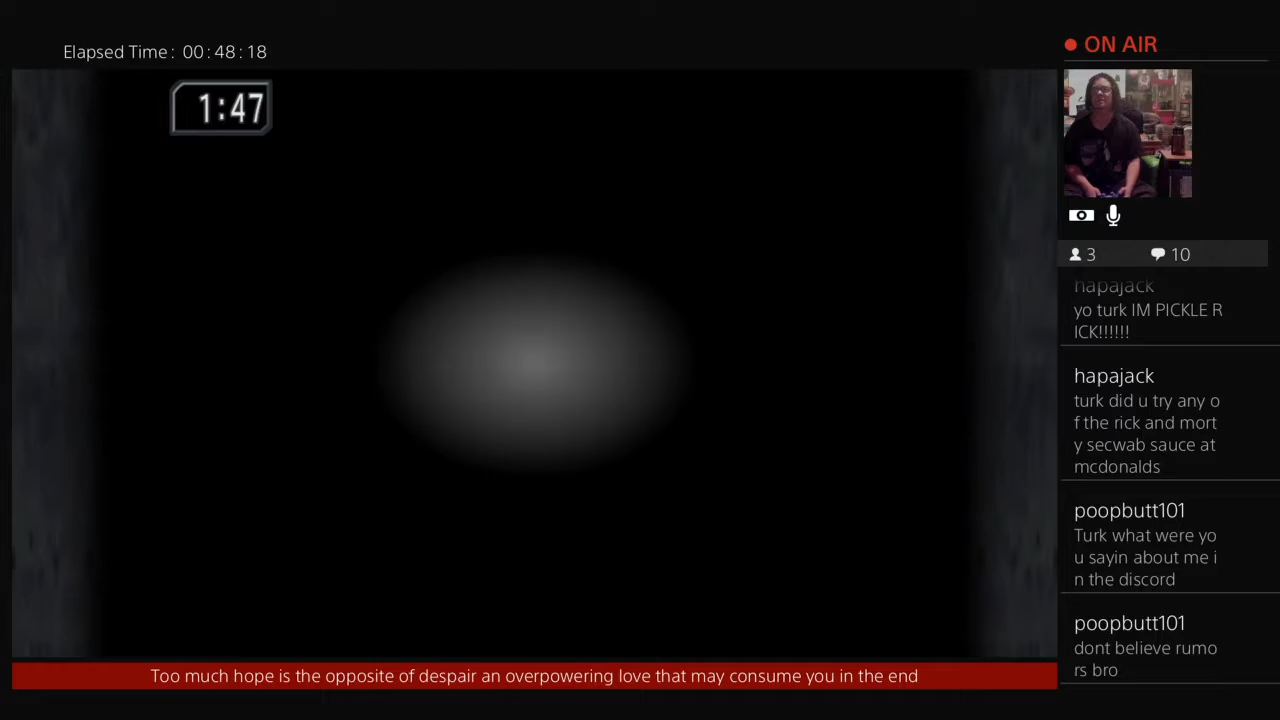 Elapsed Time: 00:48:18
ON AIR
1:47
3 10
hapajack
yo turk IM PICKLE R
ICK!!!!!!
hapajack
turk did u try any o
f the rick and mort
y secwab sauce at
mcdonalds
poopbutt101
Turk what were yo
u sayin about me i
n the discord
poopbutt101
dont believe rumo
rs bro
Too much hope is the opposite of despair an overpowering love that may consume you in the end